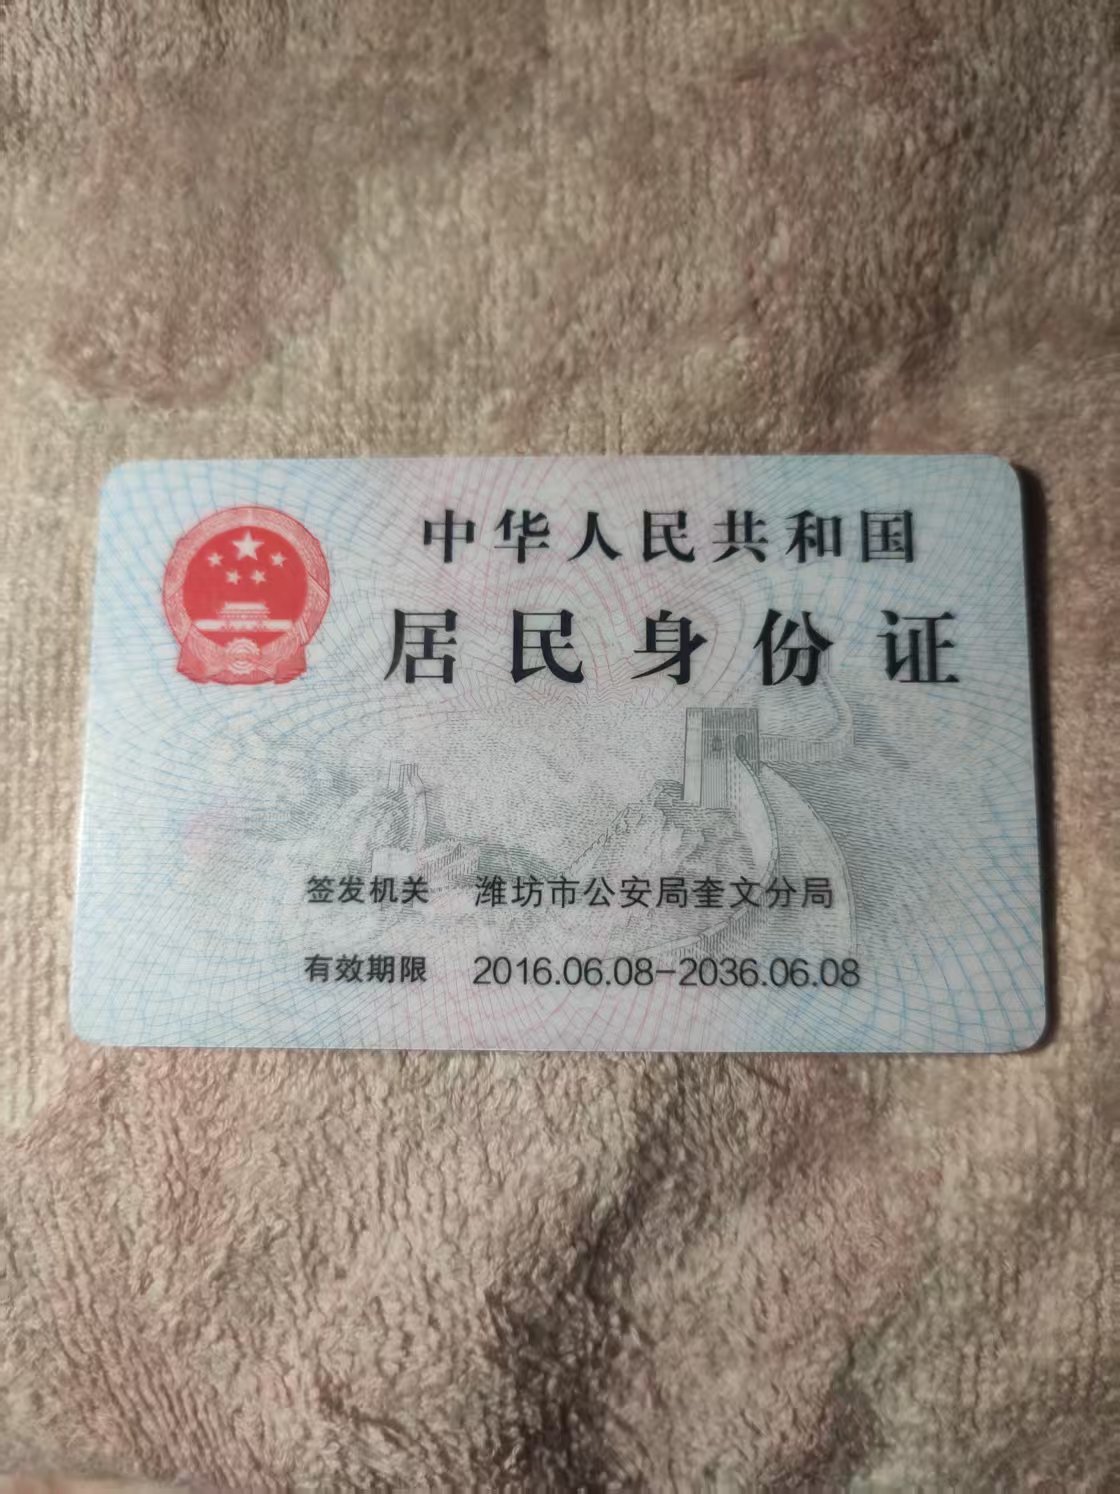 中华人民共和国
居民身份证
签发机关 潍坊市公安局奎文分局
有效期限 2016.06.08-2036.06.08